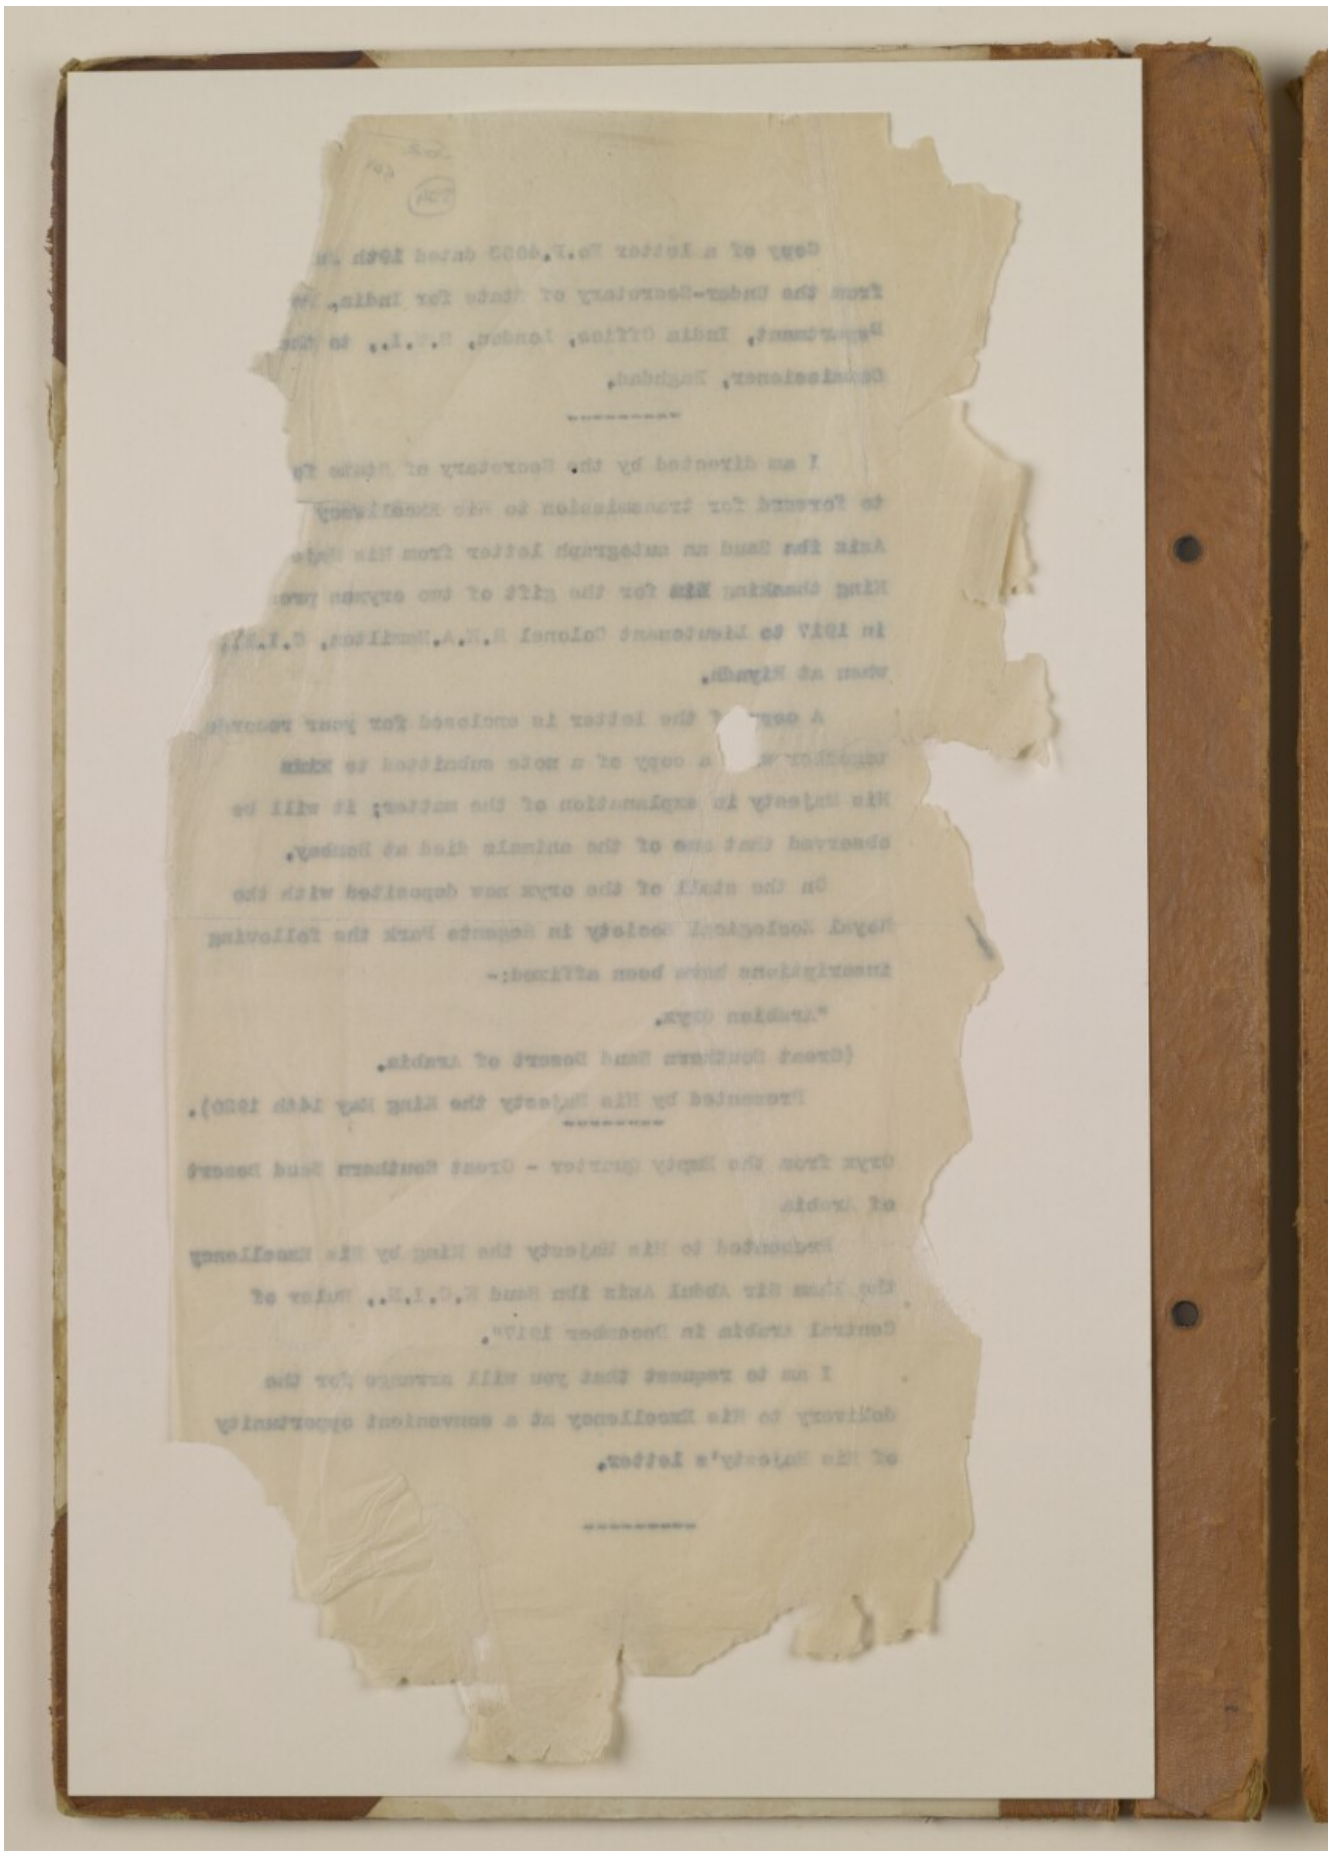 Copy of a letter No.P. dated 19th
from the Under-Secretary of State for India,
Department, India Office, London, S.W.I., to the
Commissioner, Baghdad.
---------
I am directed by the Secretary of State fo
to forward for transmission to His Excellency
Aziz ibn Saud an autograph letter from His Maje
King thanking him for the gift of two oryxes pre
in 1917 to Lieutenant Colonel R.E.A.Hamilton, C.I.E.,
when at Riyadh.
A copy of the letter is enclosed for your records
together w a copy of a note submitted to
His Majesty in explanation of the matter; it will be
observed that one of the animals died at Bombay.
On the stall of the oryx now deposited with the
Royal Zoological Society in Regents Park the following
inscriptions have been affixed:-
"Arabian Oryx.
(Great Southern Sand Desert of Arabia.
Presented by His Majesty the King May 14th 1920).
--------
Oryx from the Empty Quarter - Great Southern Sand Desert
of Arabia
Presented to His Majesty the King by His Excellency
the Imam Sir Abdul Aziz ibn Saud K.C.I.E., Ruler of
Central Arabia in December 1917".
I am to request that you will arrange for the
delivery to His Excellency at a convenient opportunity
of His Majesty's letter.
---------